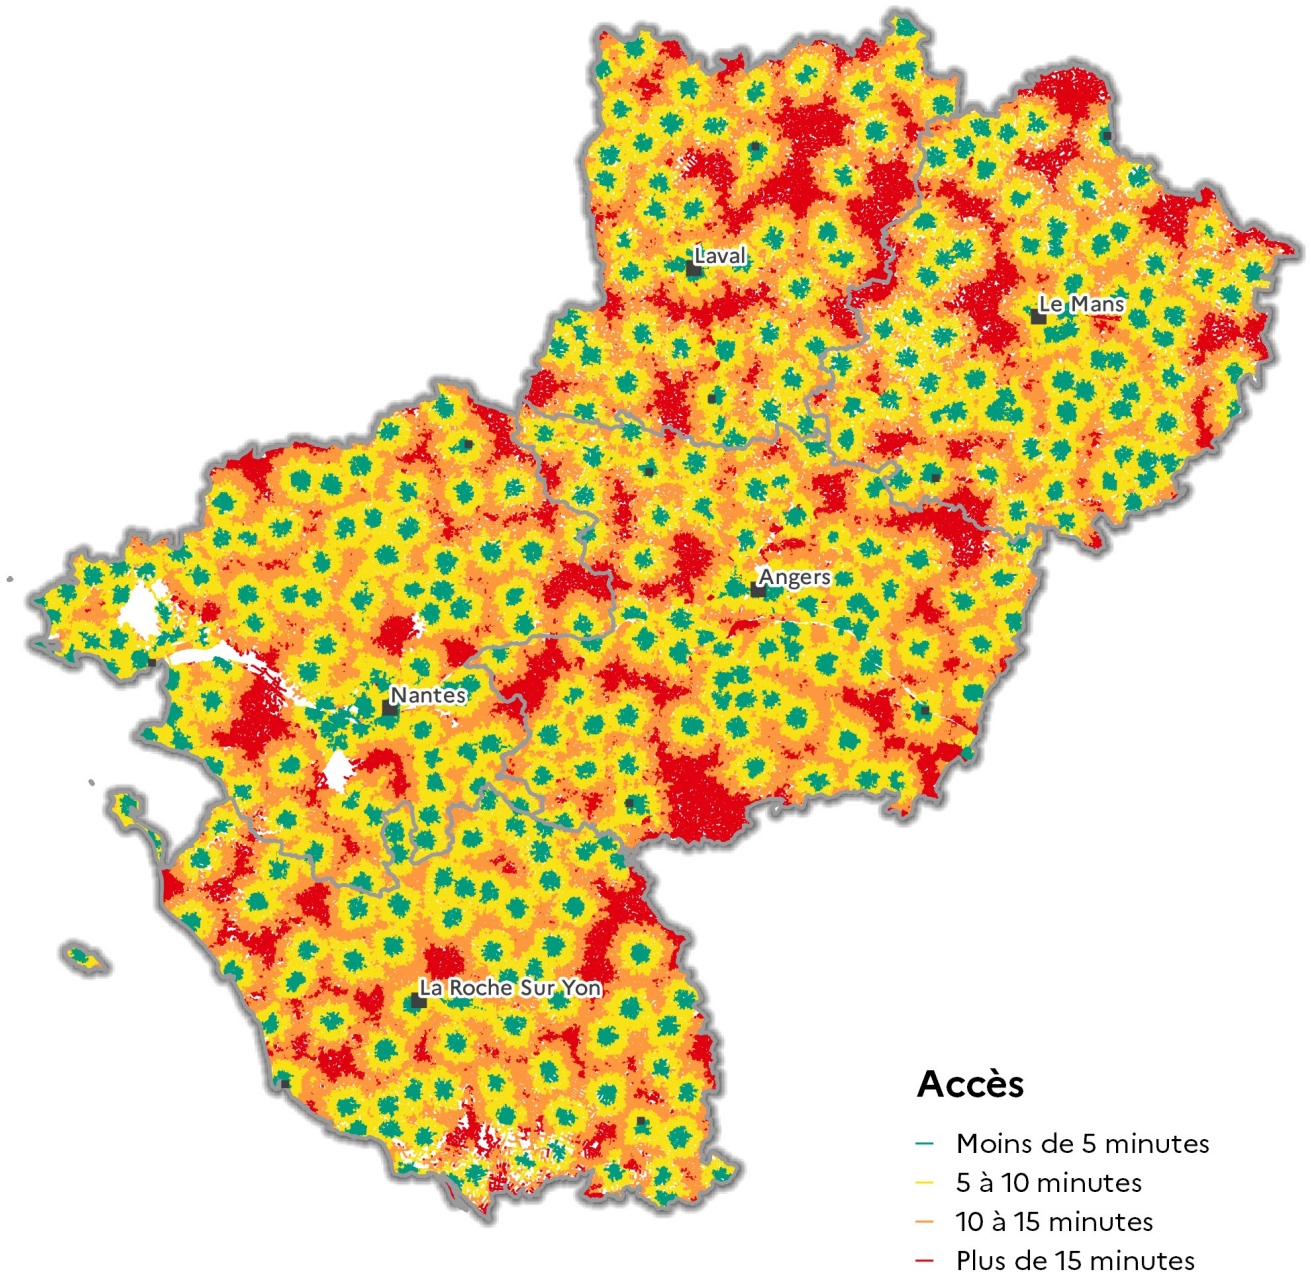 Laval
Le Mans
Angers
Nantes
La Roche Sur Yon
Accès
Moins de 5 minutes
5 à 10 minutes
10 à 15 minutes
Plus de 15 minutes